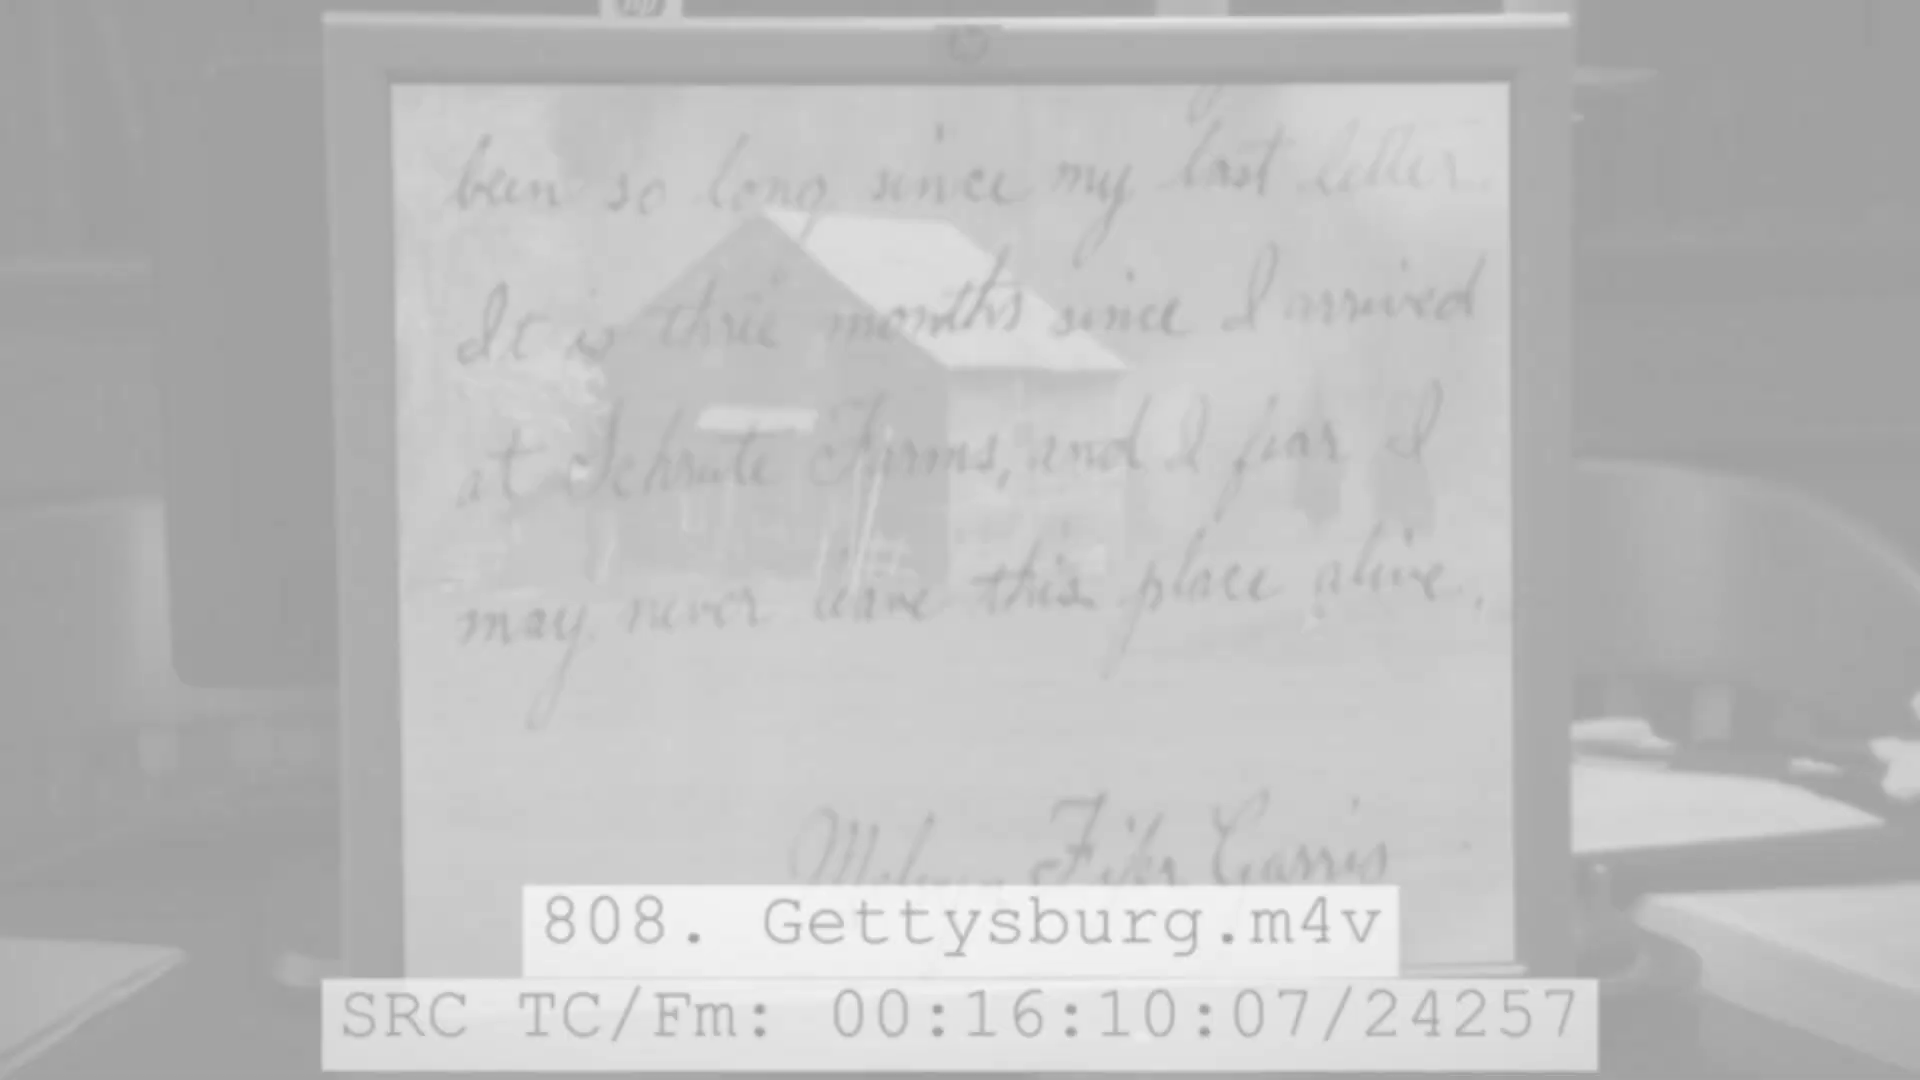 been so long since my last letter.
It is three months since I arrived
at Schrute Farms, and I fear I
may never leave this place alive.
Garris
808. Gettysburg.m4v
SRC TC/Fm: 00:16:10:07/24257